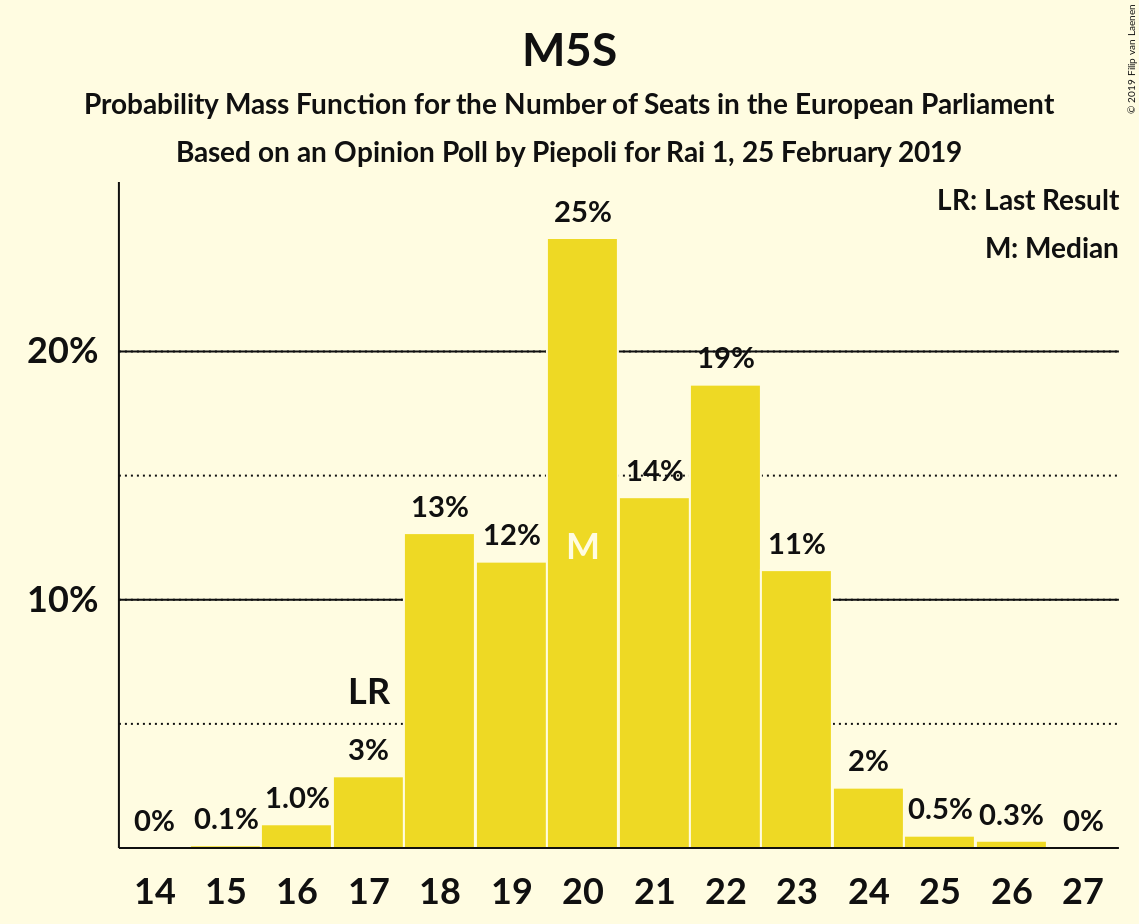 M5S
Probability Mass Function for the Number of Seats in the European Parliament
Based on an Opinion Poll by Piepoli for Rai 1, 25 February 2019
© 2019 Filip van Laenen
LR: Last Result
M: Median
25%
20%
19%
14%
13%
12%
M
11%
10%
LR
3%
2%
1.0%
0.5%
0.3%
0.1%
0%
0%
14 15 16 17 18 19 20 21 22 23 24 25 26 27